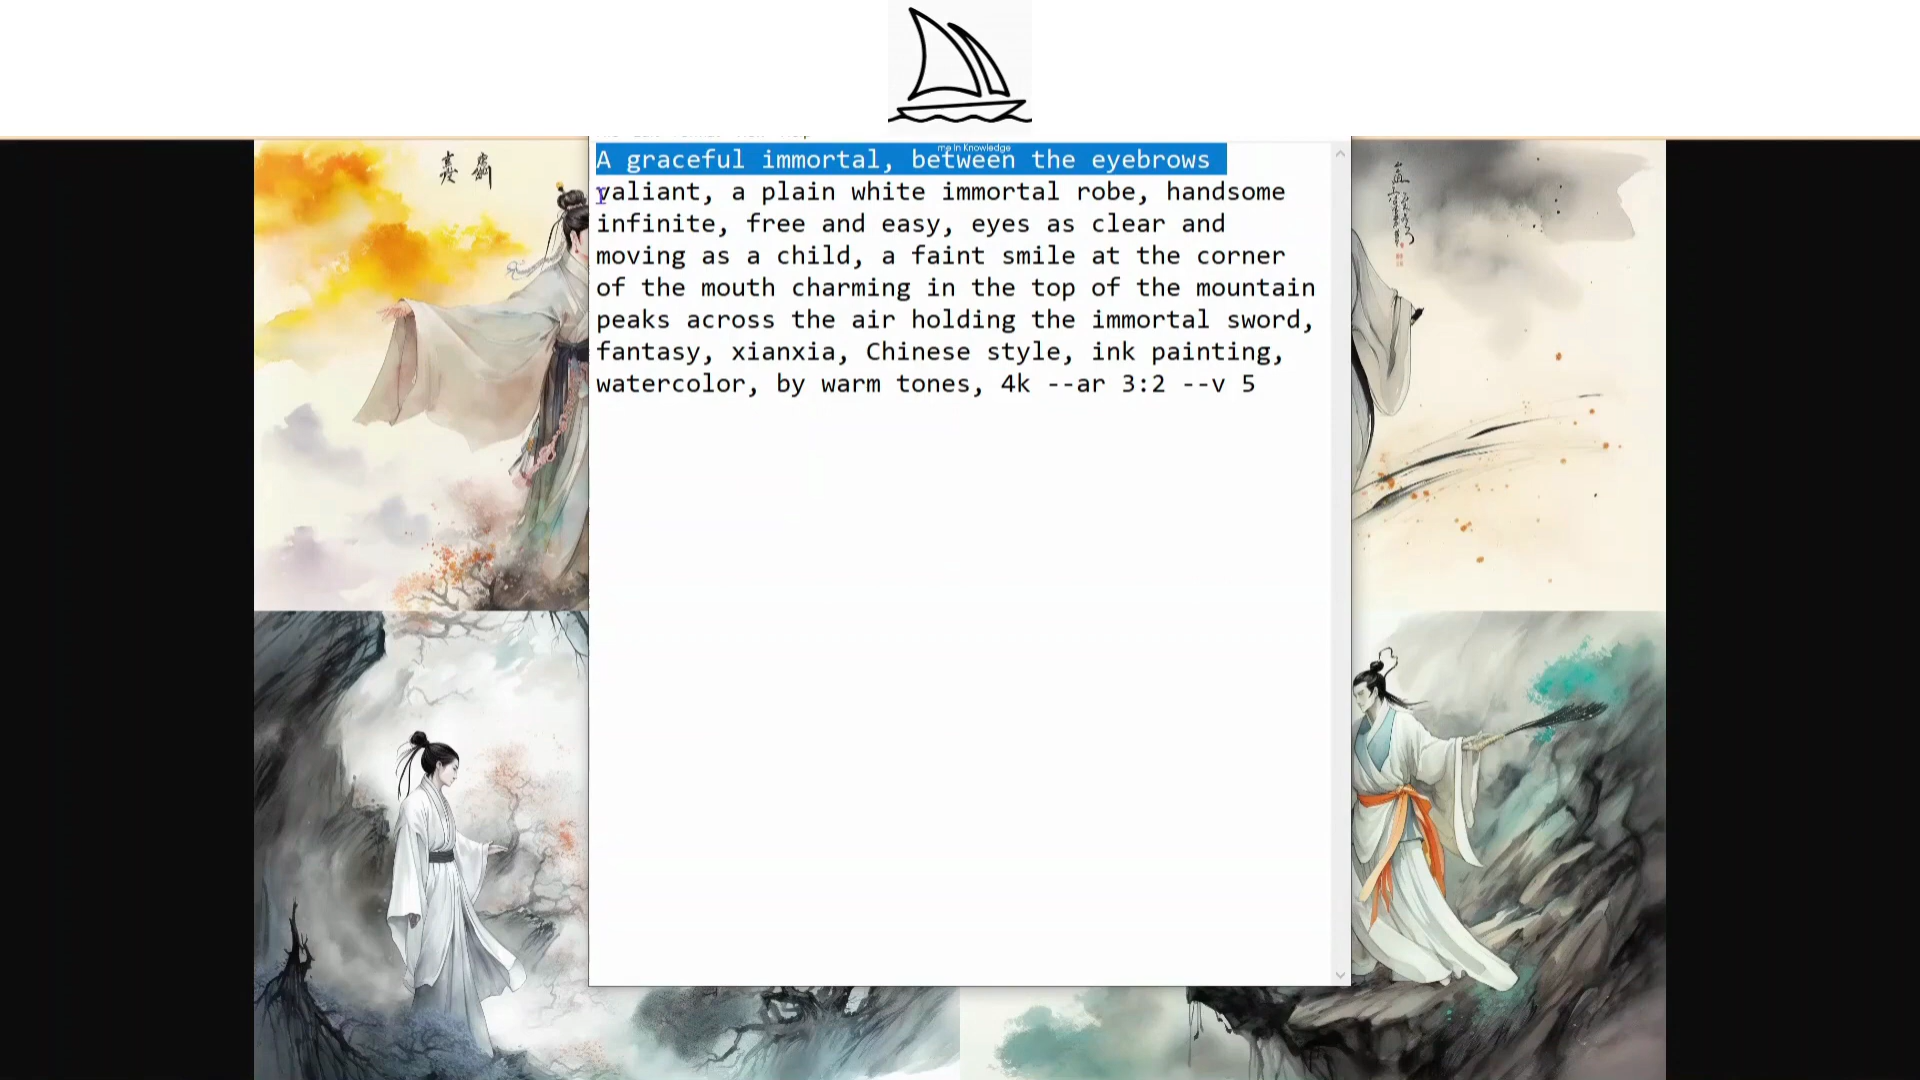 me in Knowledge
A graceful immortal, between the eyebrows
valiant, a plain white immortal robe, handsome
infinite, free and easy, eyes as clear and
moving as a child, a faint smile at the corner
of the mouth charming in the top of the mountain
peaks across the air holding the immortal sword,
fantasy, xianxia, Chinese style, ink painting,
watercolor, by warm tones, 4k --ar 3:2 --v 5